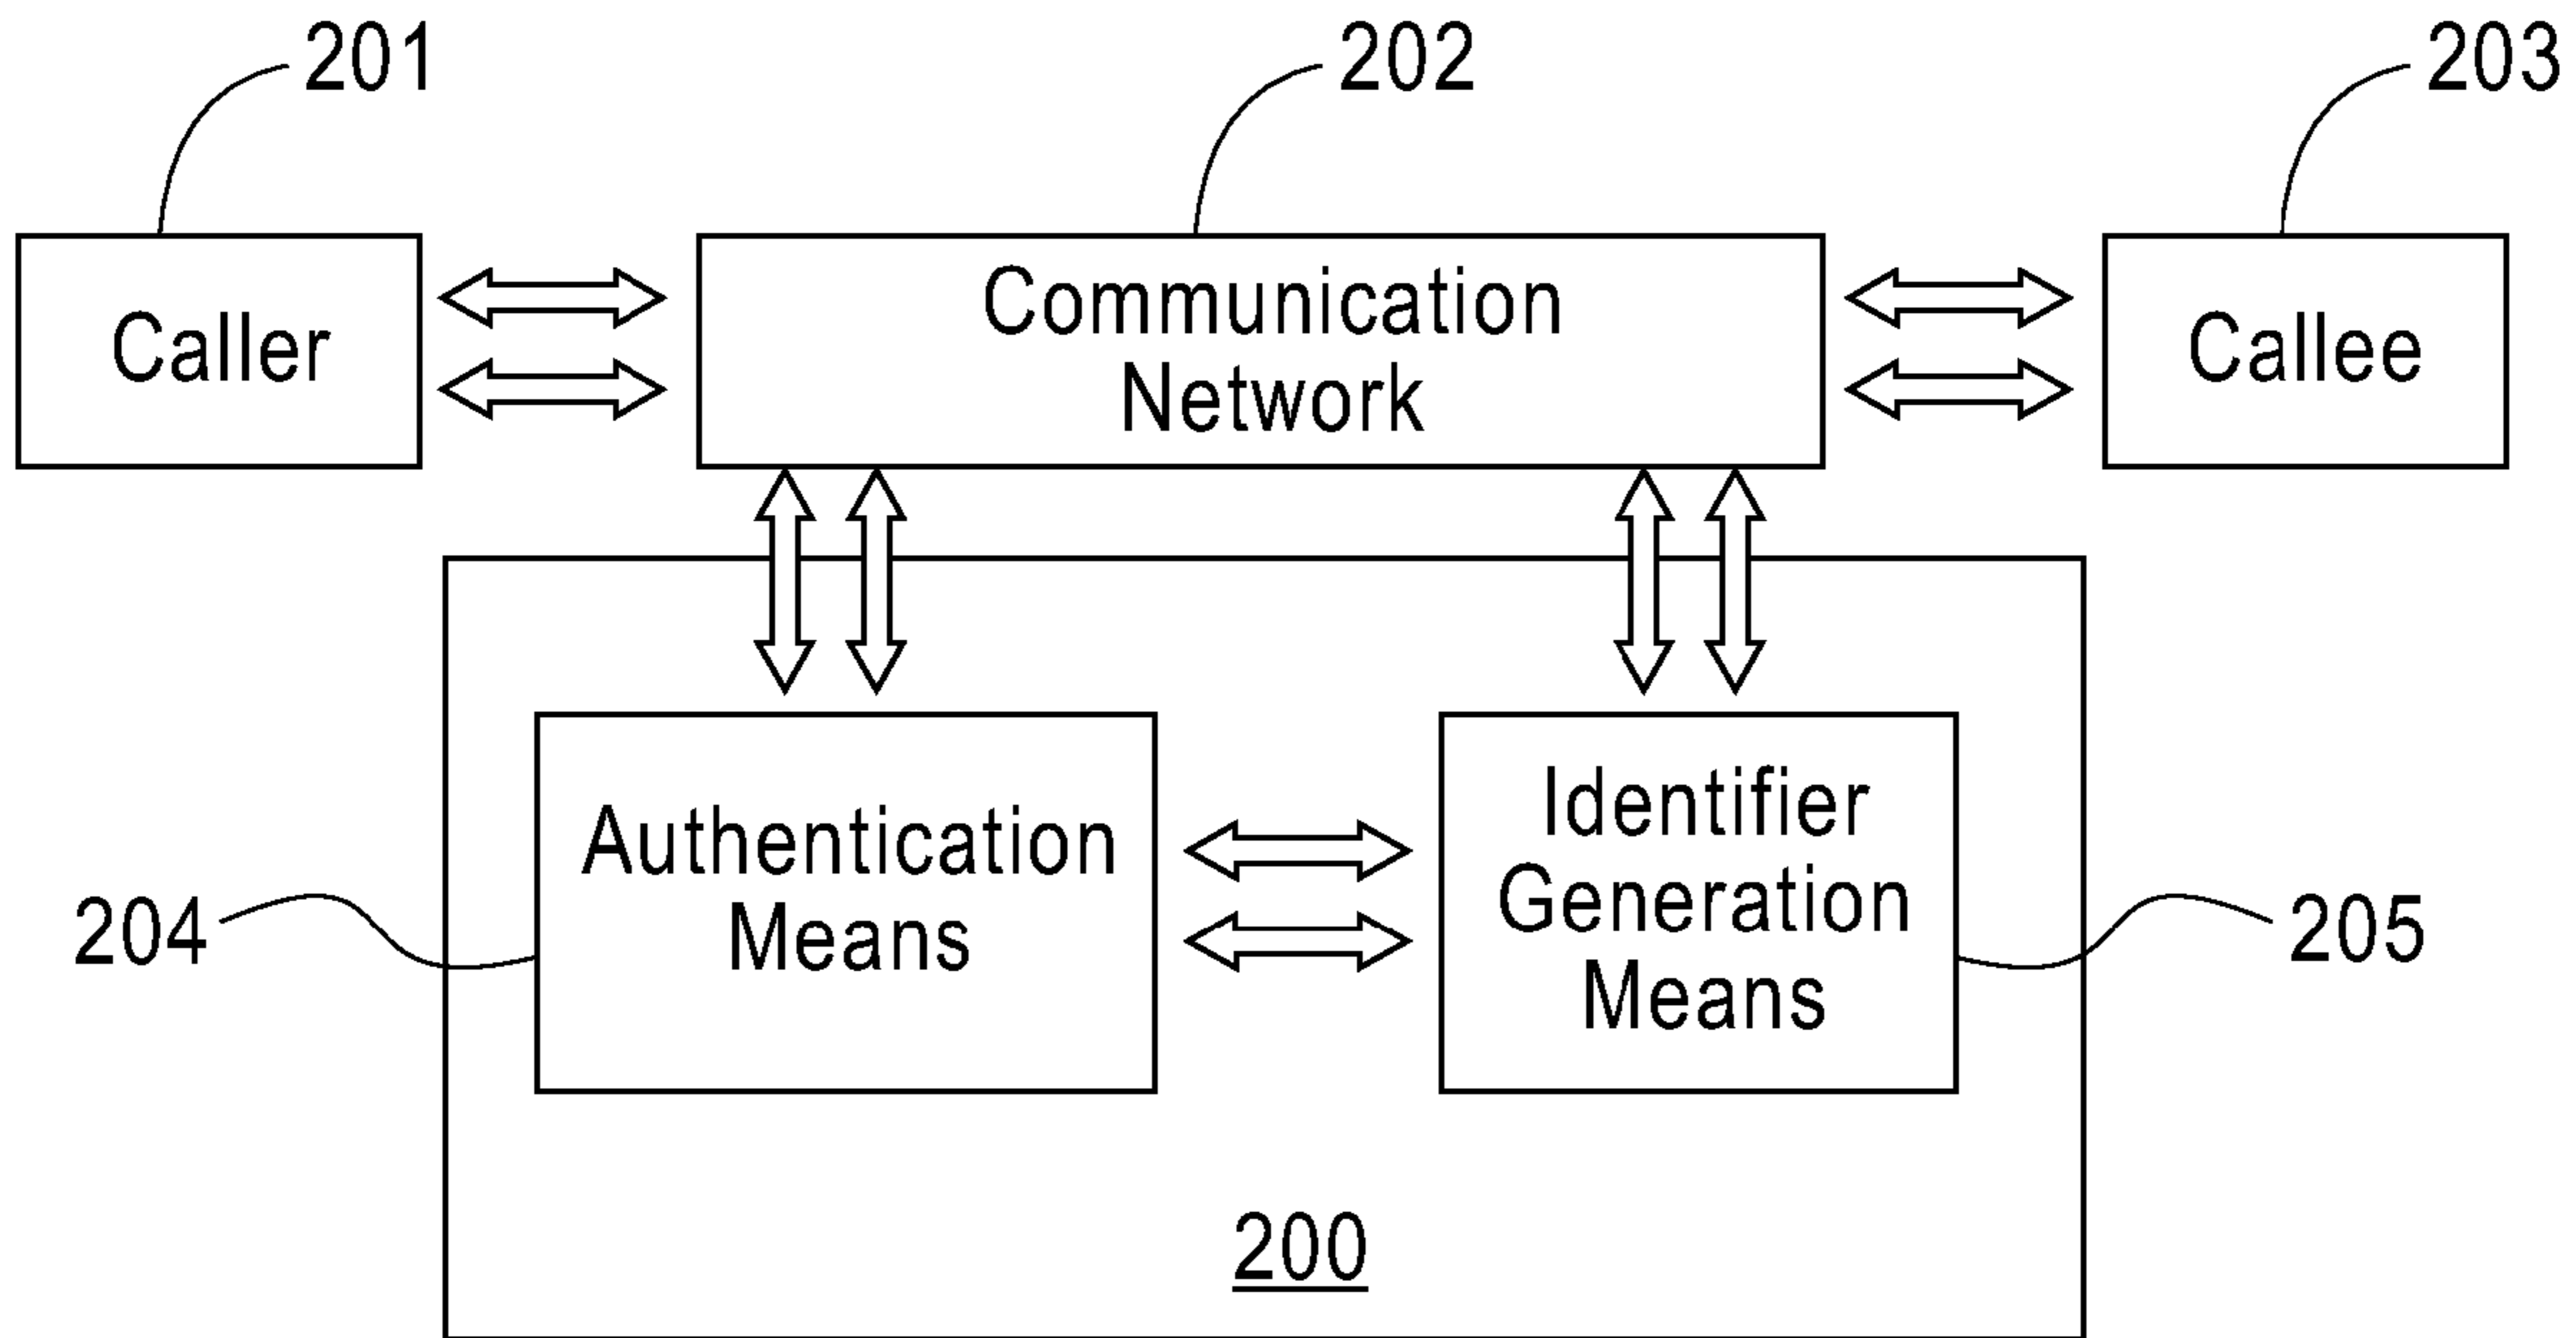 201
202
203
Caller
Communication
Network
Callee
Authentication
Means
Identifier
Generation
Means
204
205
200